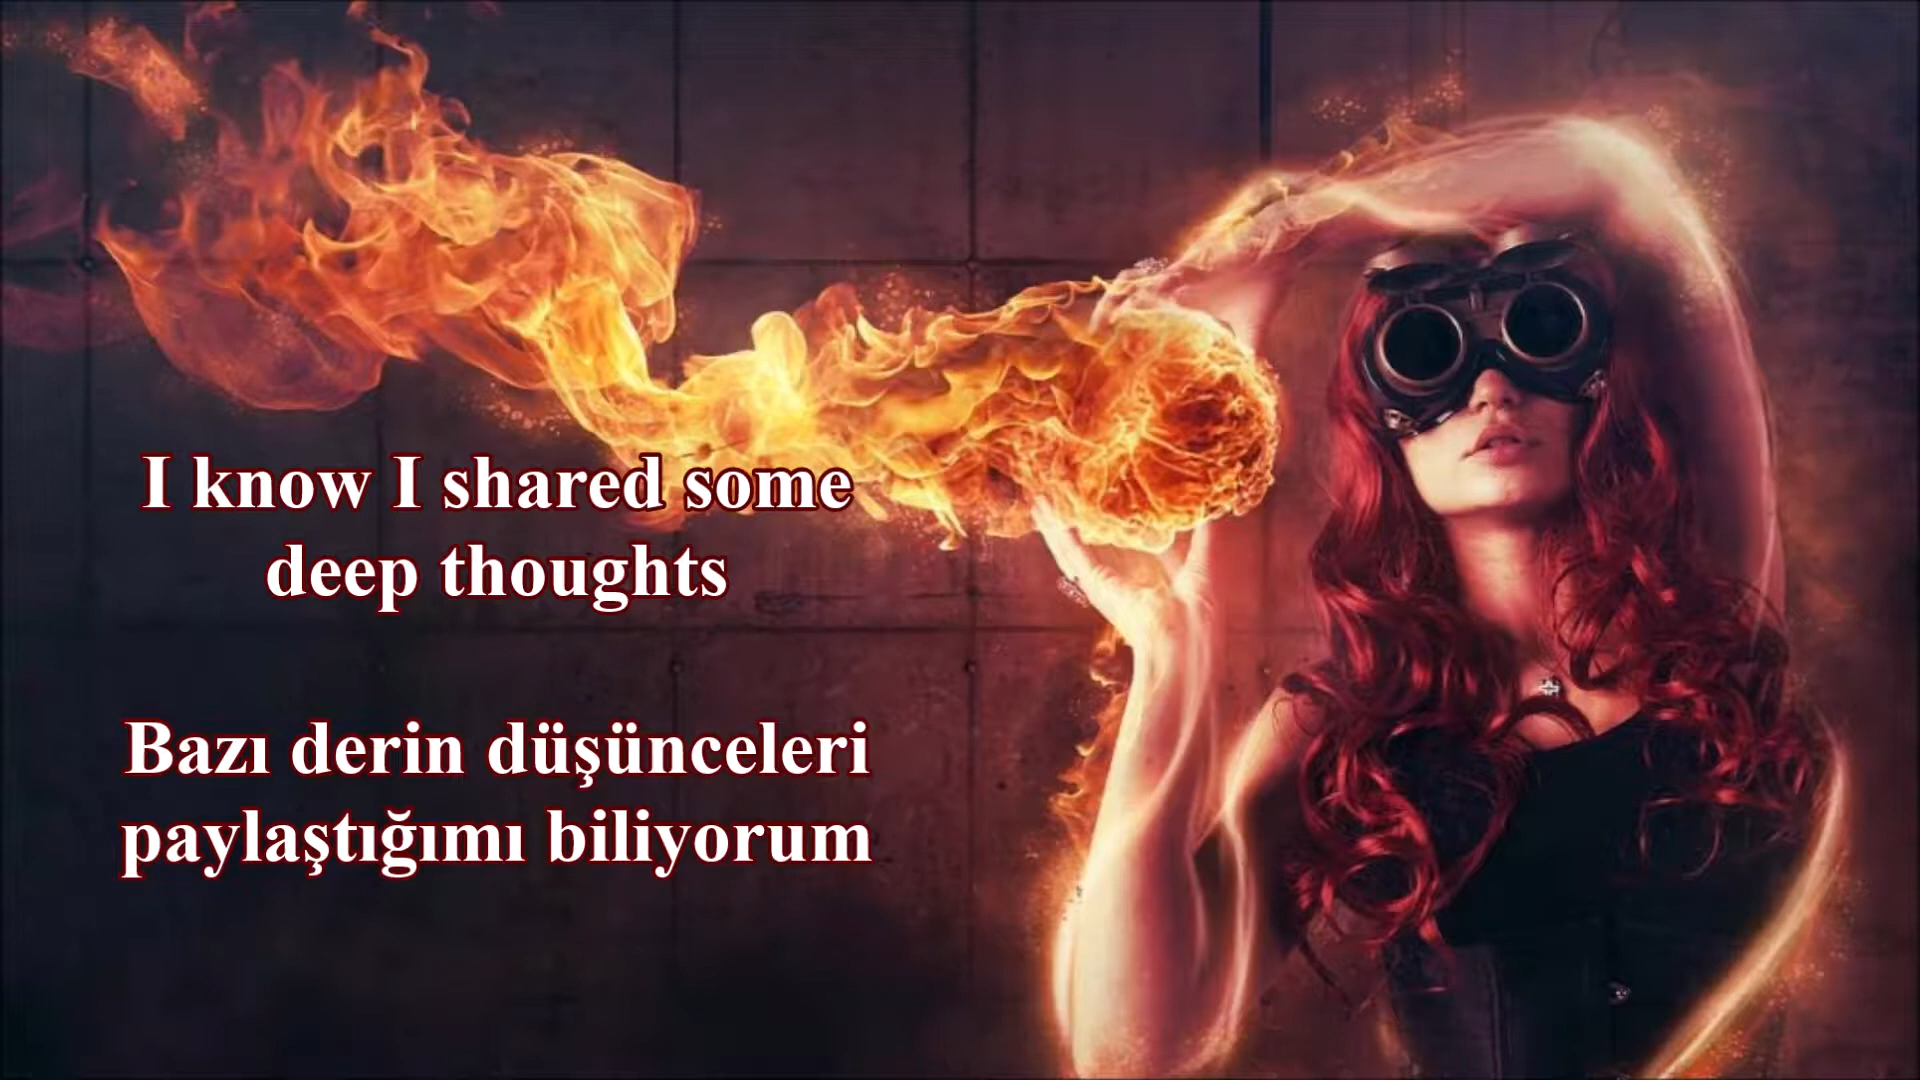 I know I shared some
deep thoughts
Bazı derin düşünceleri
paylaştığımı biliyorum